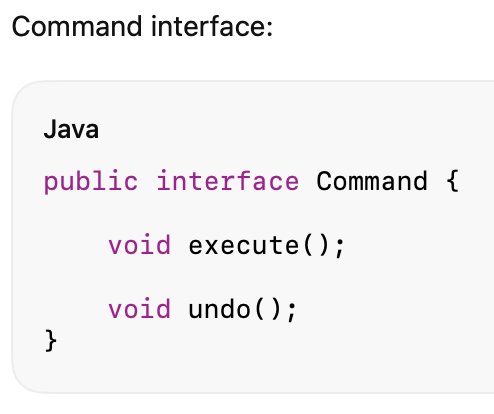 Command interface:
Java
public interface Command {
    void execute();
    void undo();
}